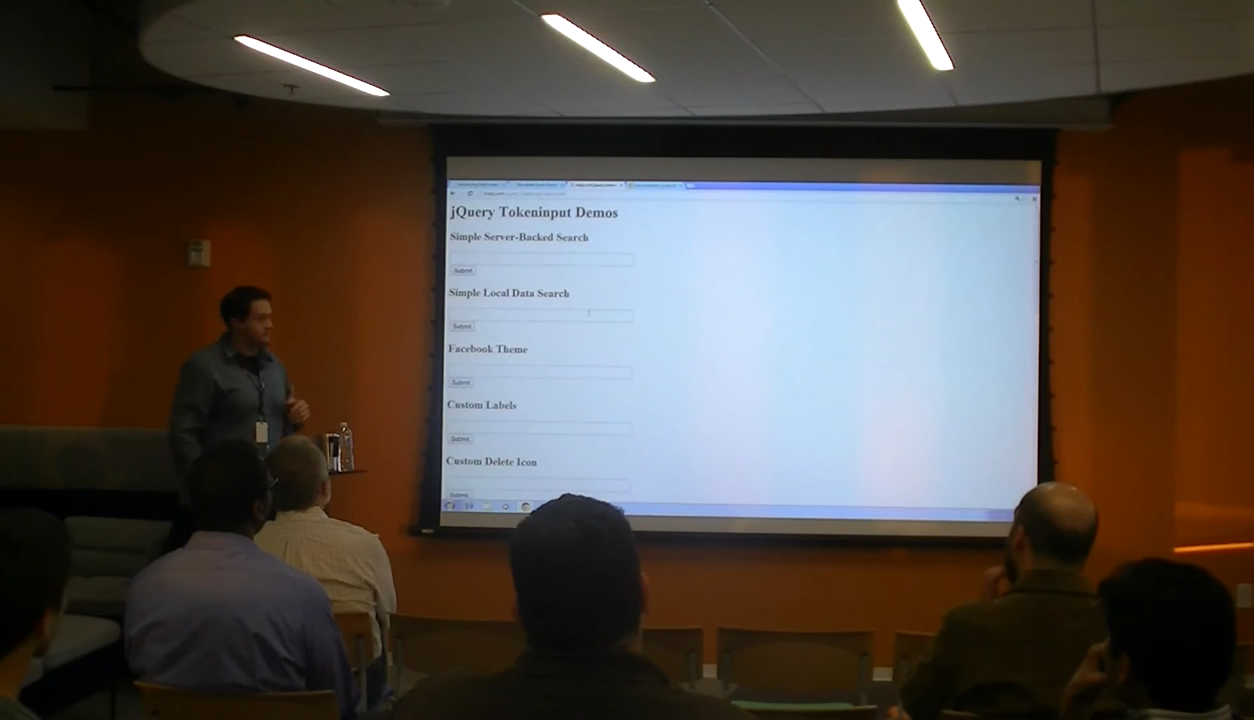 jQuery Tokeninput Demos
Simple Server-Backed Search
Submit
Simple Local Data Search
Submit
Facebook Theme
Submit
Custom Labels
Submit
Custom Delete Icon
Submit